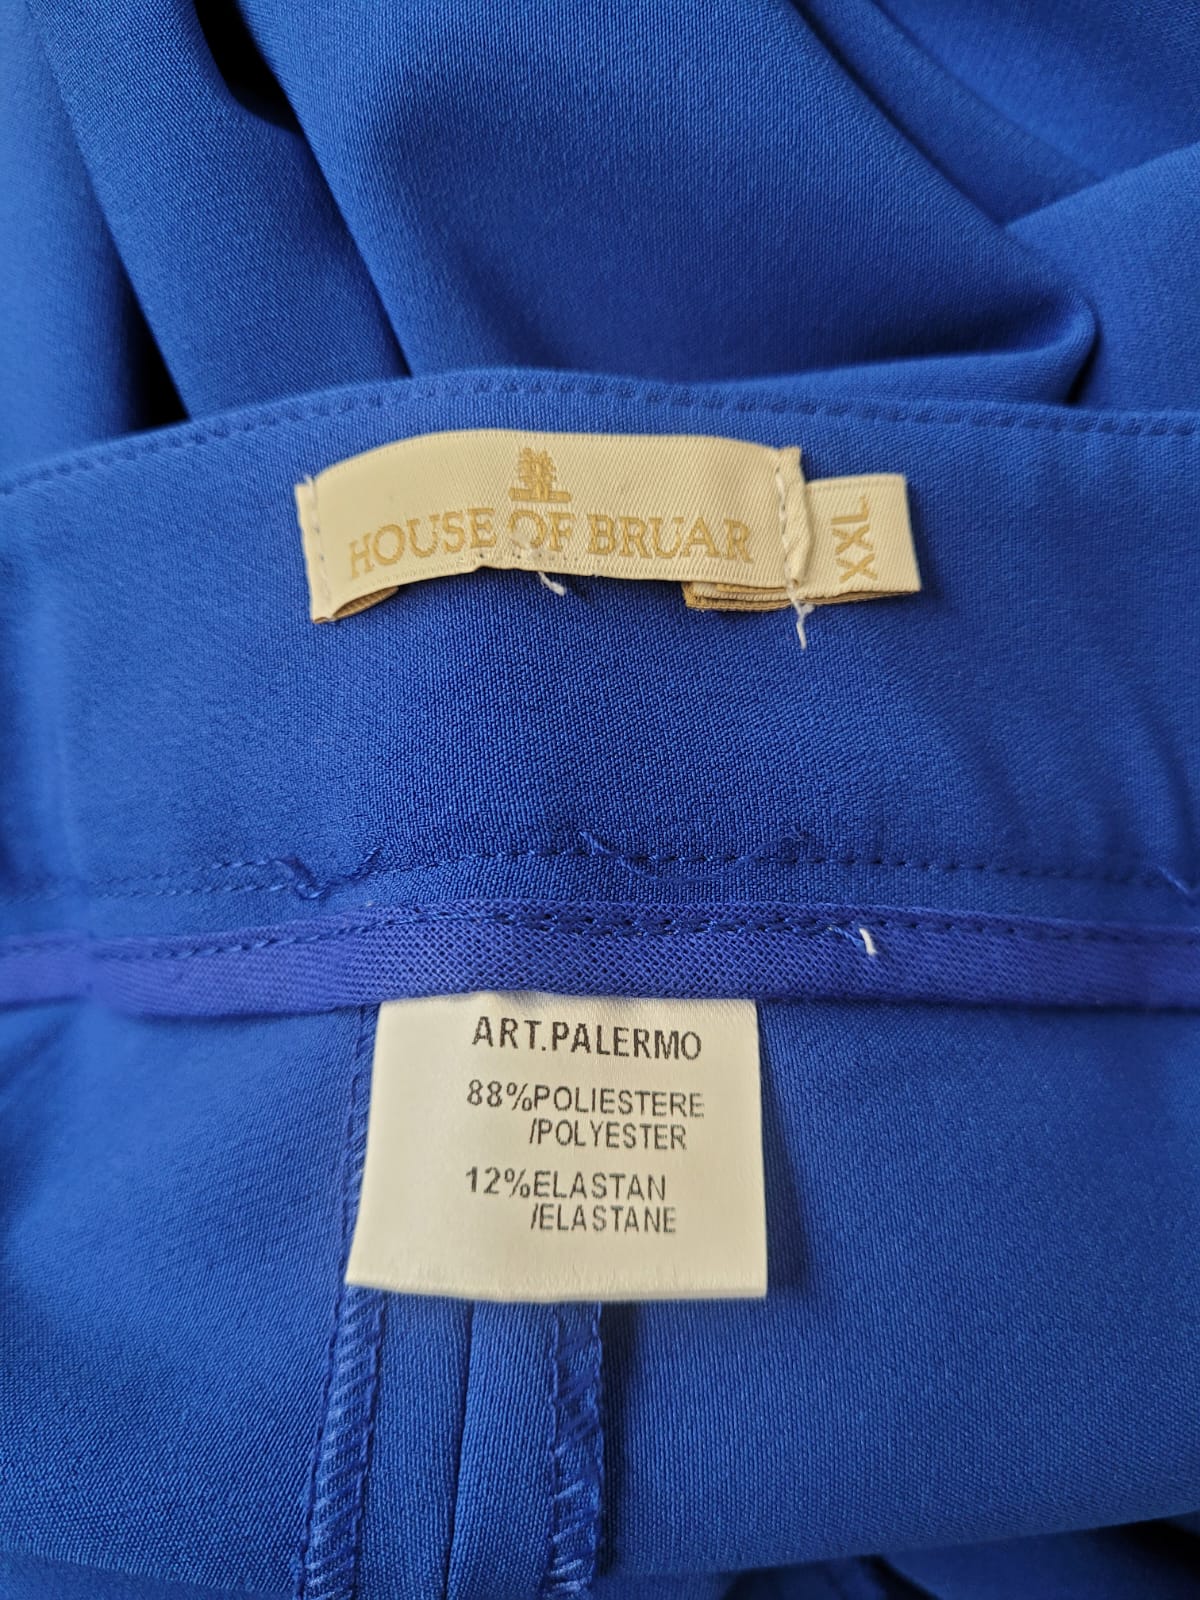 HOUSE OF BRUAR
XXL
ART.PALERMO
88%POLIESTERE
/POLYESTER
12%ELASTAN
/ELASTANE